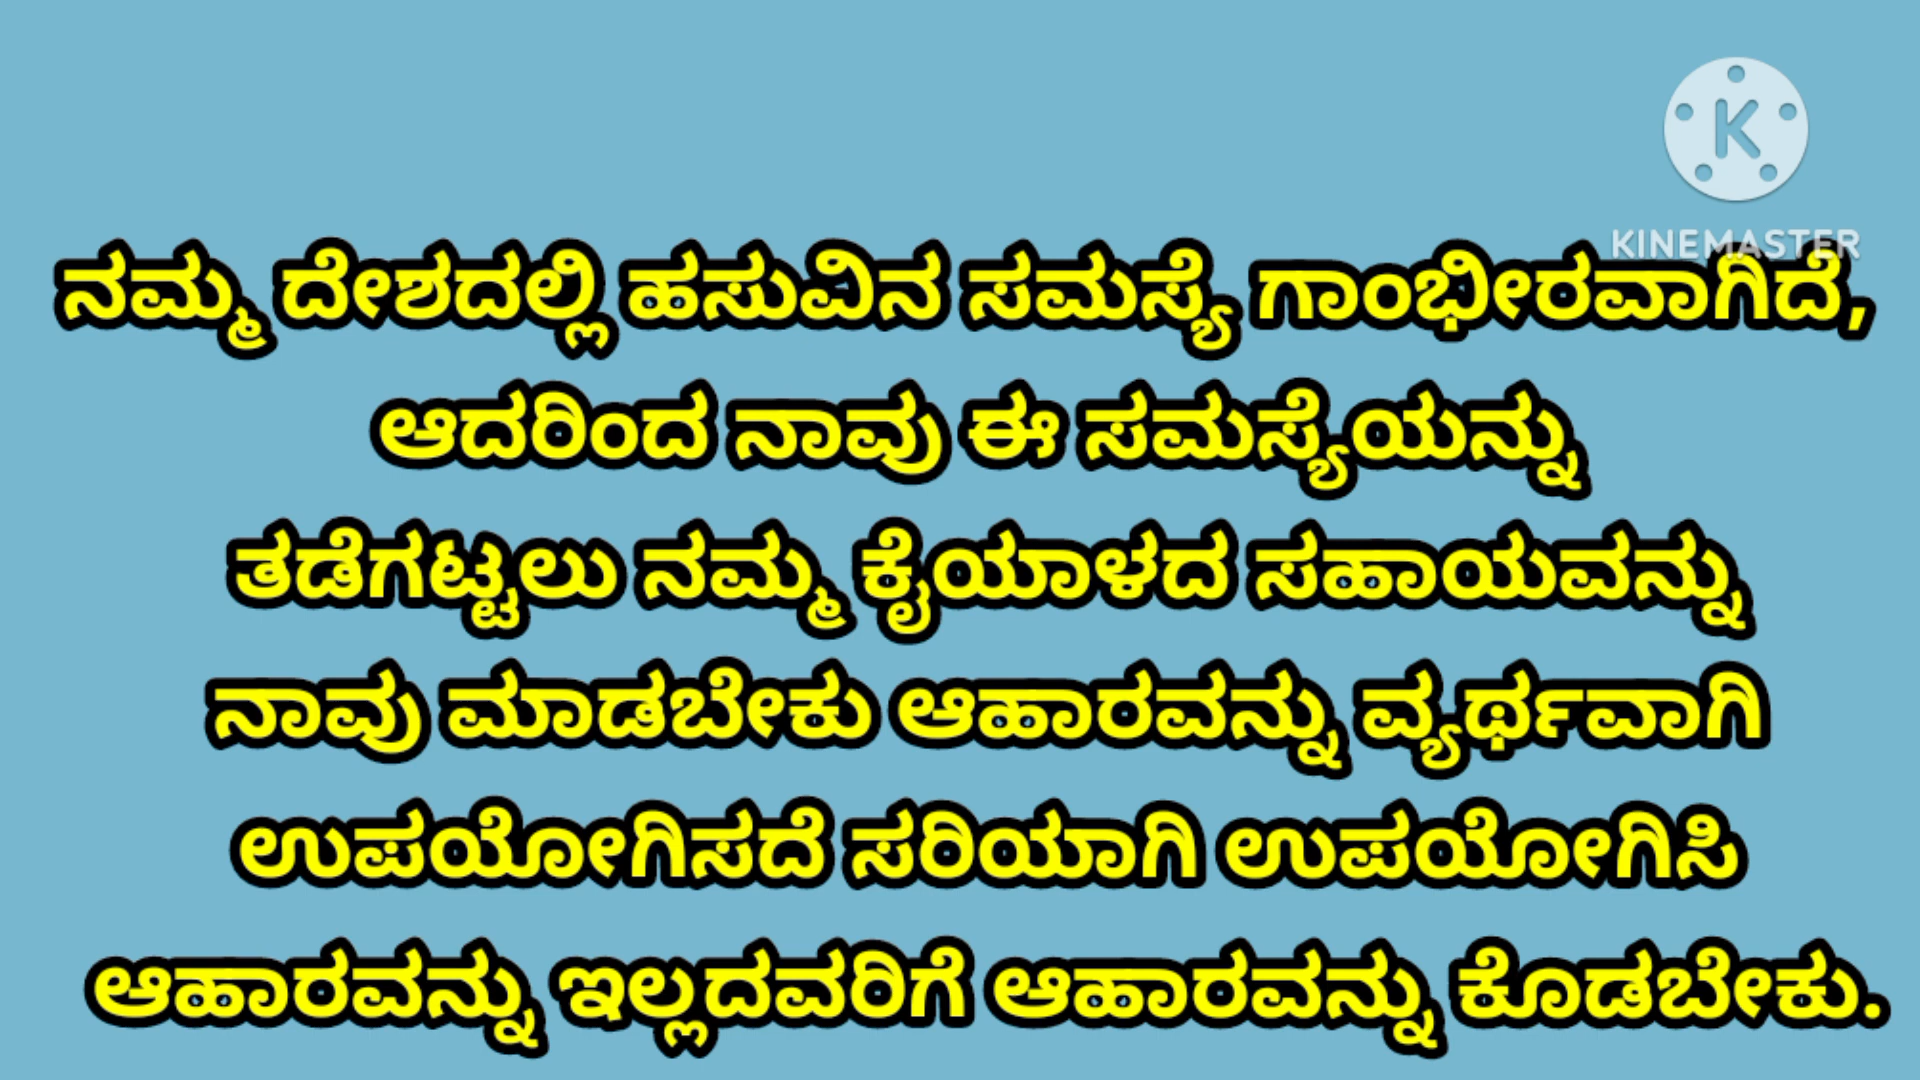 K
KINEMASTER
ನಮ್ಮ ದೇಶದಲ್ಲಿ ಹಸುವಿನ ಸಮಸ್ಯೆ ಗಾಂಭೀರವಾಗಿದೆ,
ಆದರಿಂದ ನಾವು ಈ ಸಮಸ್ಯೆಯನ್ನು
ತಡೆಗಟ್ಟಲು ನಮ್ಮ ಕೈಯಾಳದ ಸಹಾಯವನ್ನು
ನಾವು ಮಾಡಬೇಕು ಆಹಾರವನ್ನು ವ್ಯರ್ಥವಾಗಿ
ಉಪಯೋಗಿಸದೆ ಸರಿಯಾಗಿ ಉಪಯೋಗಿಸಿ
ಆಹಾರವನ್ನು ಇಲ್ಲದವರಿಗೆ ಆಹಾರವನ್ನು ಕೊಡಬೇಕು.